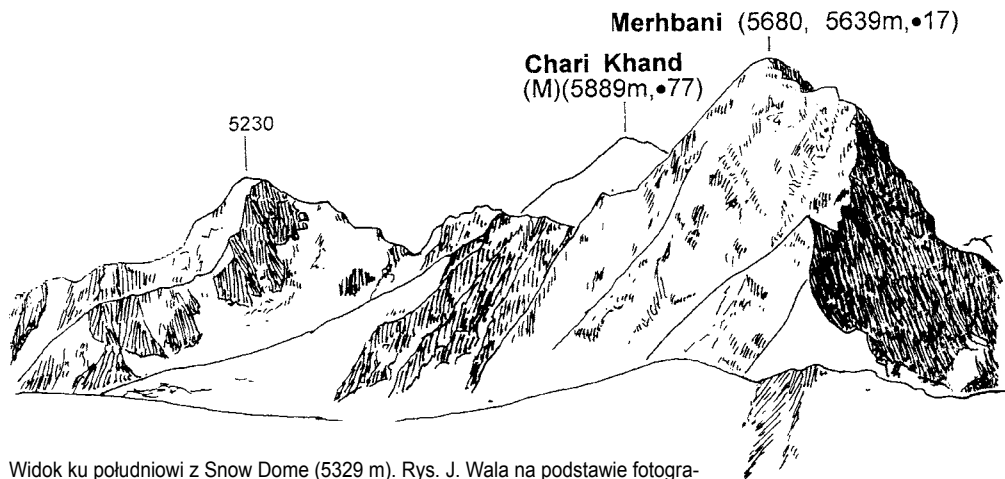 Merhbani (5680, 5639m,•17)
Chari Khand
(M)(5889m,•77)
5230
Widok ku południowi z Snow Dome (5329 m). Rys. J. Wala na podstawie fotogra-